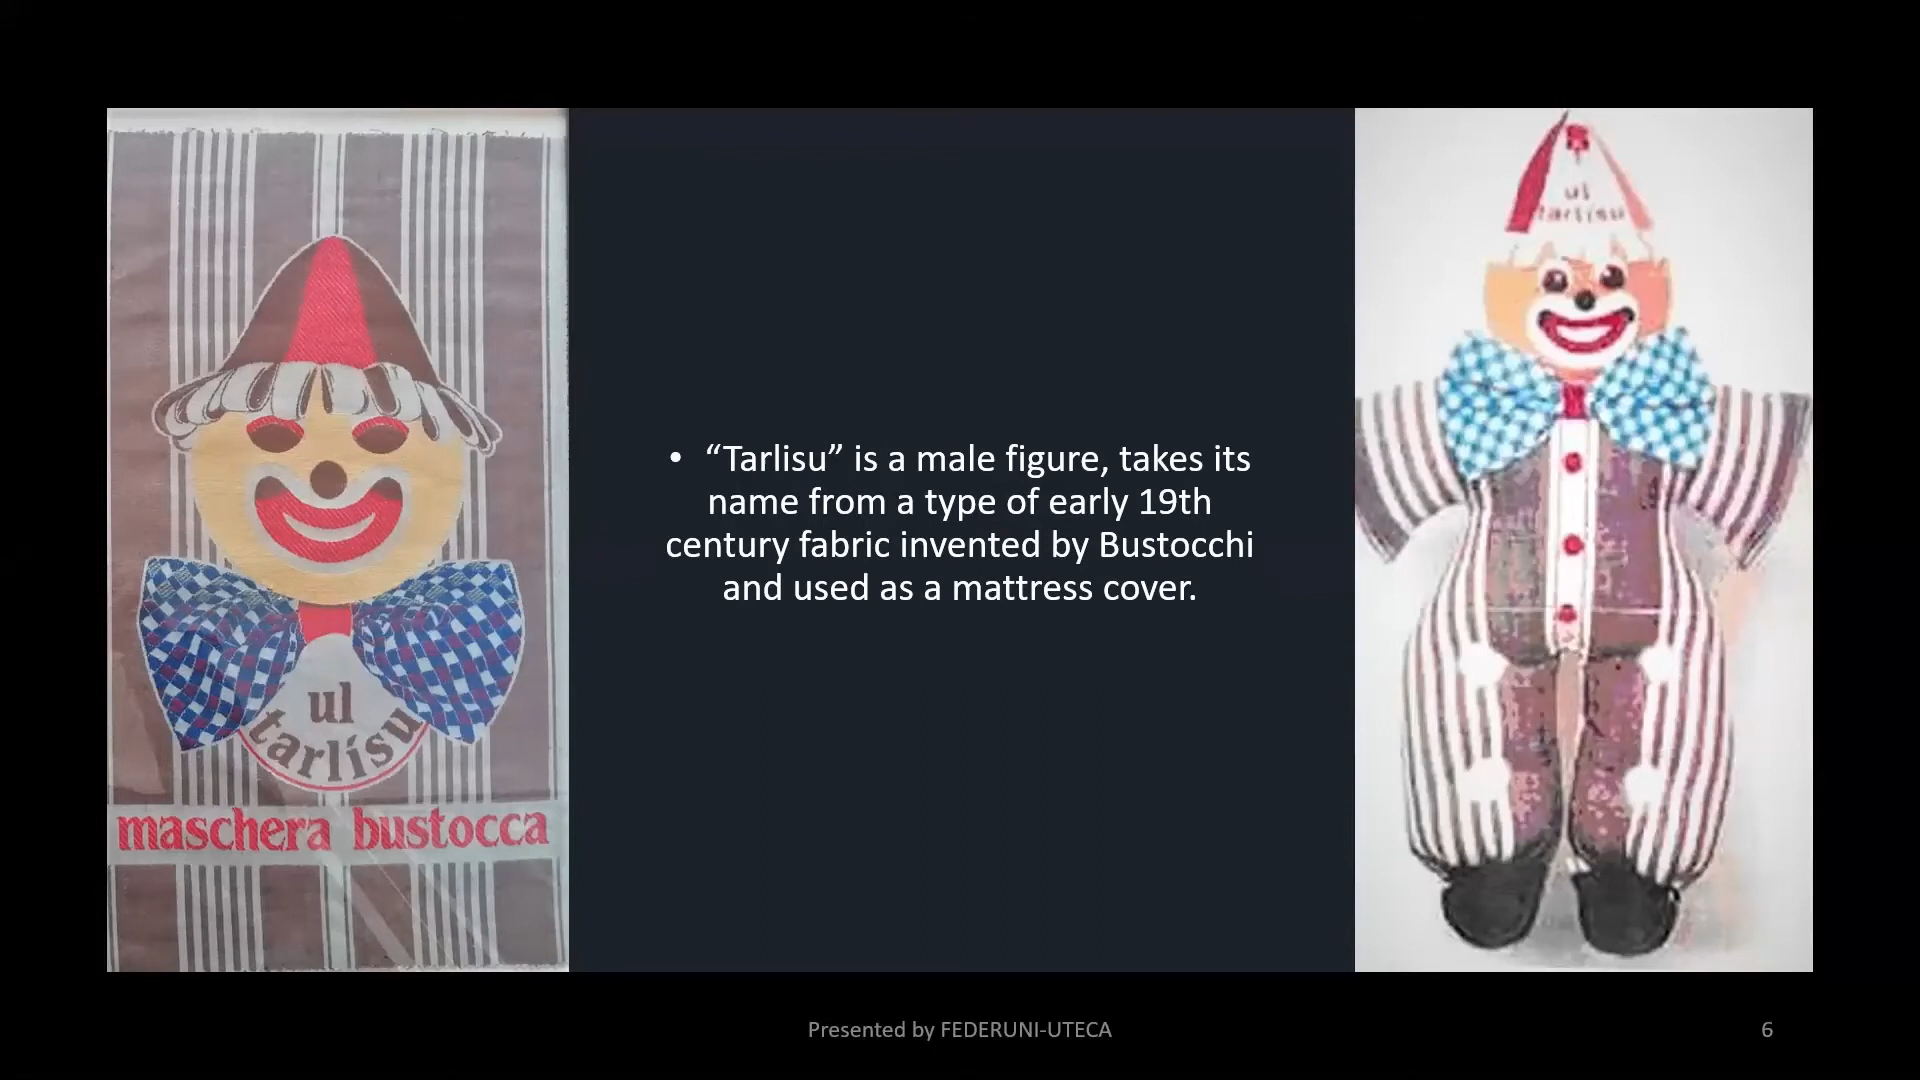 ul
tarlísu
maschera bustocca
• “Tarlisu” is a male figure, takes its
name from a type of early 19th
century fabric invented by Bustocchi
and used as a mattress cover.
ul
tarlisu
Presented by FEDERUNI-UTECA
6